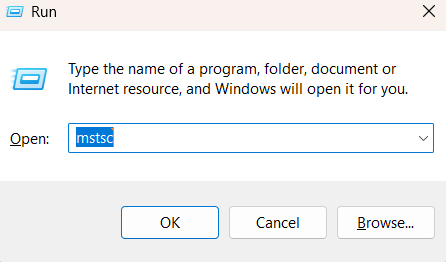 Run
Type the name of a program, folder, document or
Internet resource, and Windows will open it for you.
Open: mstsc
OK Cancel Browse...